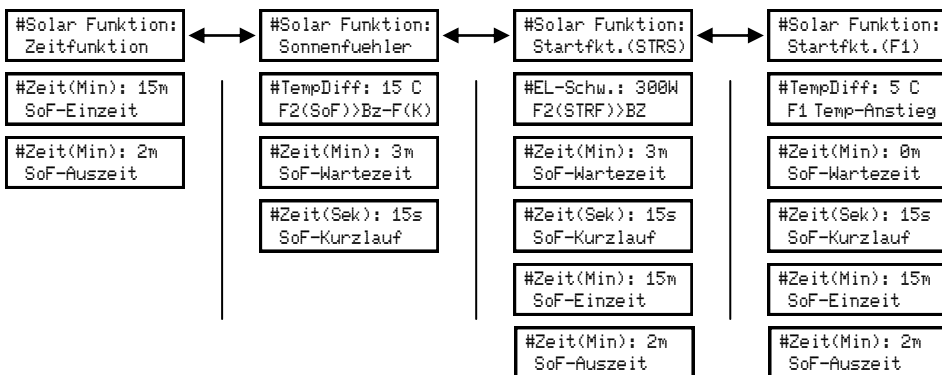 #Solar Funktion:
Zeitfunktion
#Zeit(Min): 15m
SoF-Einzeit
#Zeit(Min): 2m
SoF-Auszeit
#Solar Funktion:
Sonnenfuehler
#TempDiff: 15 C
F2(SoF)>>Bz-F(K)
#Zeit(Min): 3m
SoF-Wartezeit
#Zeit(Sek): 15s
SoF-Kurzlauf
#Solar Funktion:
Startfkt.(STRS)
#EL-Schw.: 300W
F2(STRF)>>BZ
#Zeit(Min): 3m
SoF-Wartezeit
#Zeit(Sek): 15s
SoF-Kurzlauf
#Zeit(Min): 15m
SoF-Einzeit
#Zeit(Min): 2m
SoF-Auszeit
#Solar Funktion:
Startfkt.(F1)
#TempDiff: 5 C
F1 Temp-Anstieg
#Zeit(Min): 0m
SoF-Wartezeit
#Zeit(Sek): 15s
SoF-Kurzlauf
#Zeit(Min): 15m
SoF-Einzeit
#Zeit(Min): 2m
SoF-Auszeit